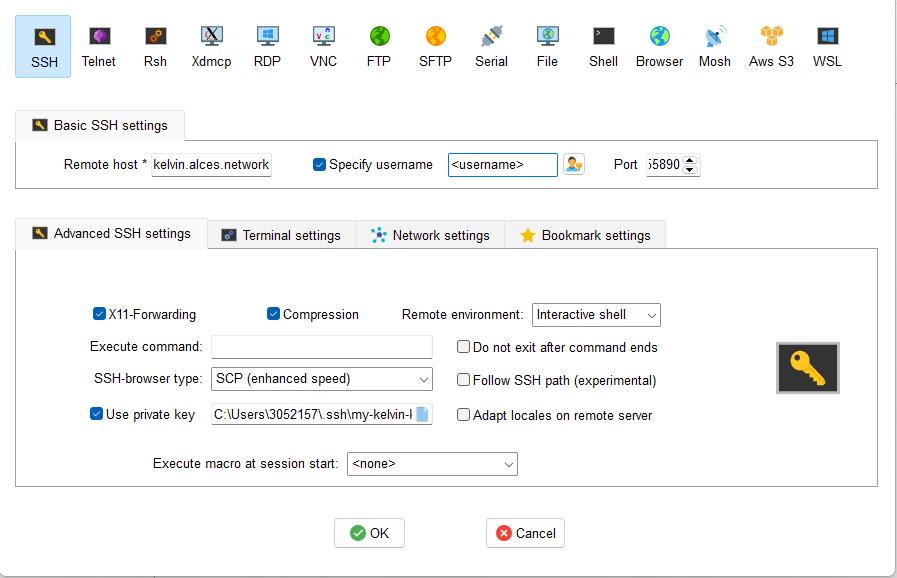 SSH Telnet Rsh Xdmcp RDP VNC FTP SFTP Serial File Shell Browser Mosh Aws S3 WSL
Basic SSH settings
Remote host * kelvin.alces.network Specify username <username> Port 55890
Advanced SSH settings Terminal settings Network settings Bookmark settings
X11-Forwarding Compression Remote environment: Interactive shell
Execute command: Do not exit after command ends
SSH-browser type: SCP (enhanced speed) Follow SSH path (experimental)
Use private key C:\Users\3052157\.ssh\my-kelvin- Adapt locales on remote server
Execute macro at session start: <none>
OK Cancel